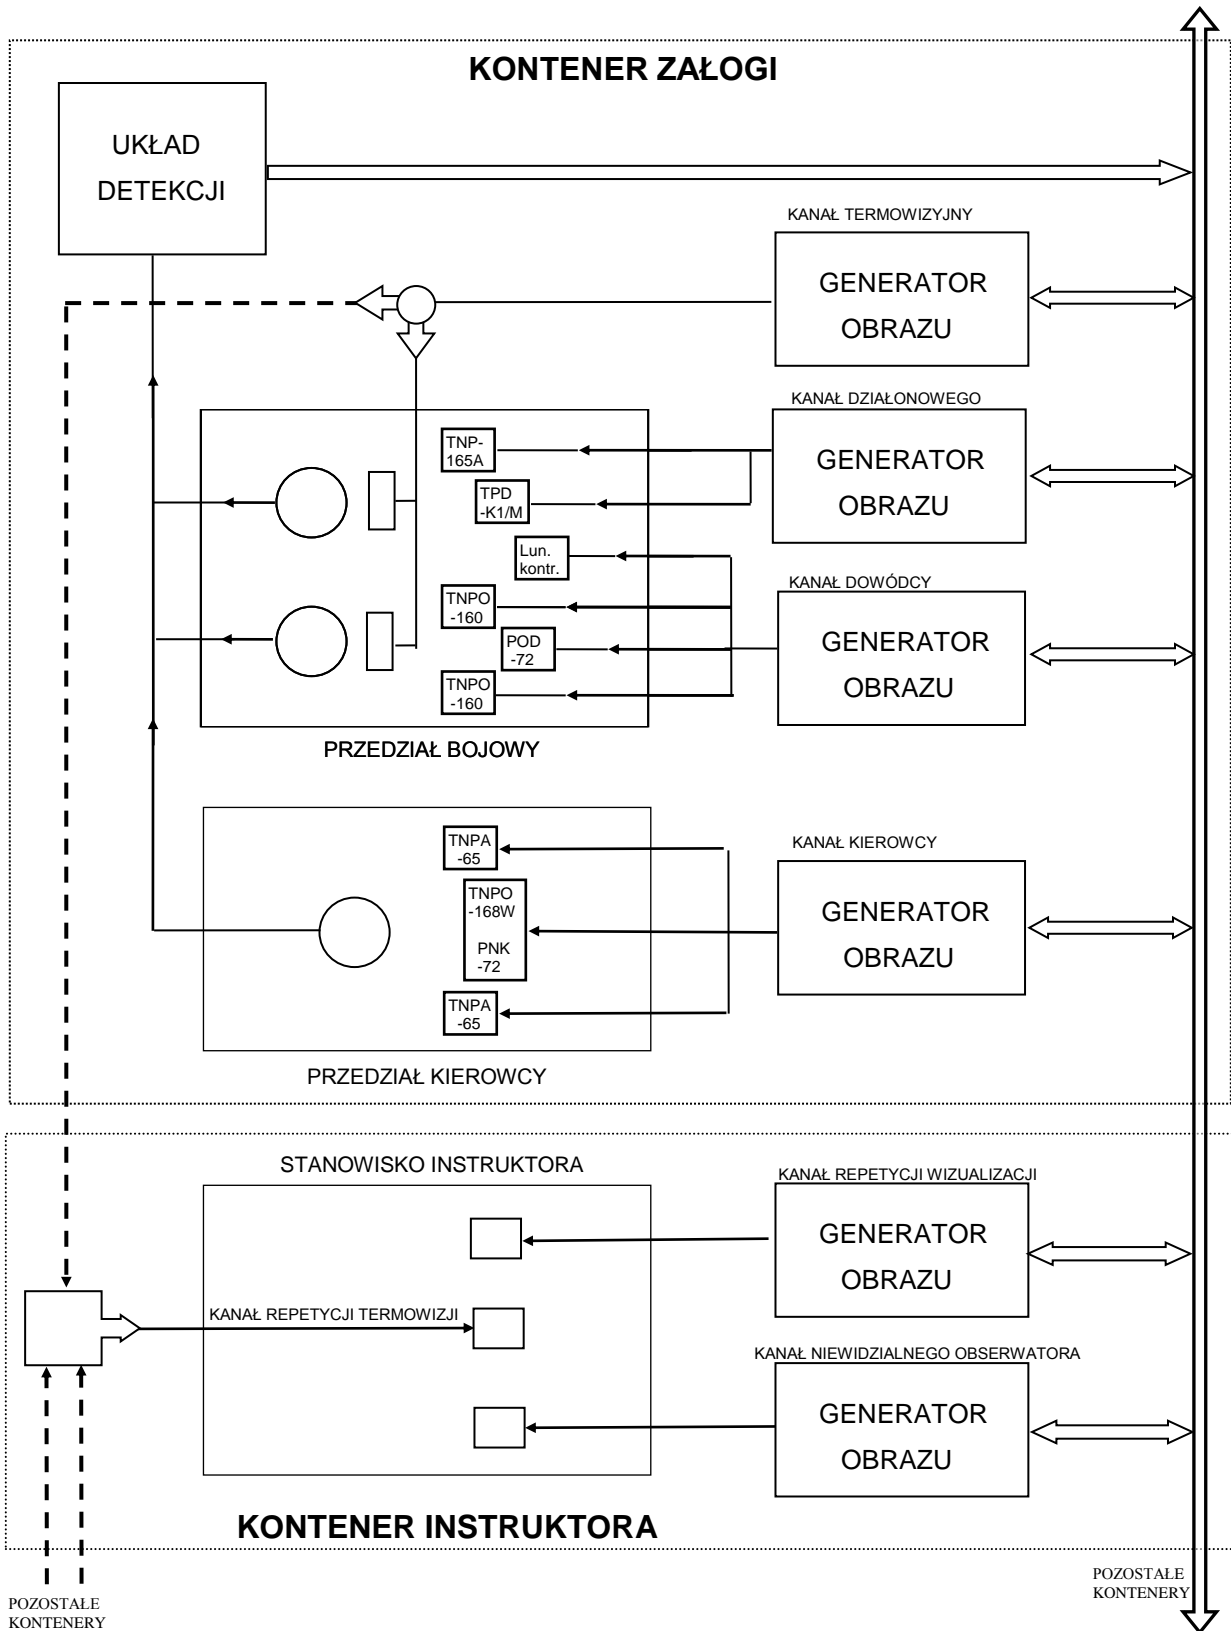 KONTENER ZAŁOGI
UKŁAD
DETEKCJI
KANAŁ TERMOWIZYJNY
GENERATOR
OBRAZU
KANAŁ DZIAŁONOWEGO
GENERATOR
OBRAZU
TNP-
165A
TPD
-K1/M
Lun.
kontr.
KANAŁ DOWÓDCY
GENERATOR
OBRAZU
TNPO
-160
POD
-72
TNPO
-160
PRZEDZIAŁ BOJOWY
KANAŁ KIEROWCY
GENERATOR
OBRAZU
TNPA
-65
TNPO
-168W
PNK
-72
TNPA
-65
PRZEDZIAŁ KIEROWCY
STANOWISKO INSTRUKTORA
KANAŁ REPETYCJI WIZUALIZACJI
GENERATOR
OBRAZU
KANAŁ REPETYCJI TERMOWIZJI
KANAŁ NIEWIDZIALNEGO OBSERWATORA
GENERATOR
OBRAZU
KONTENER INSTRUKTORA
POZOSTAŁE
KONTENERY
POZOSTAŁE
KONTENERY